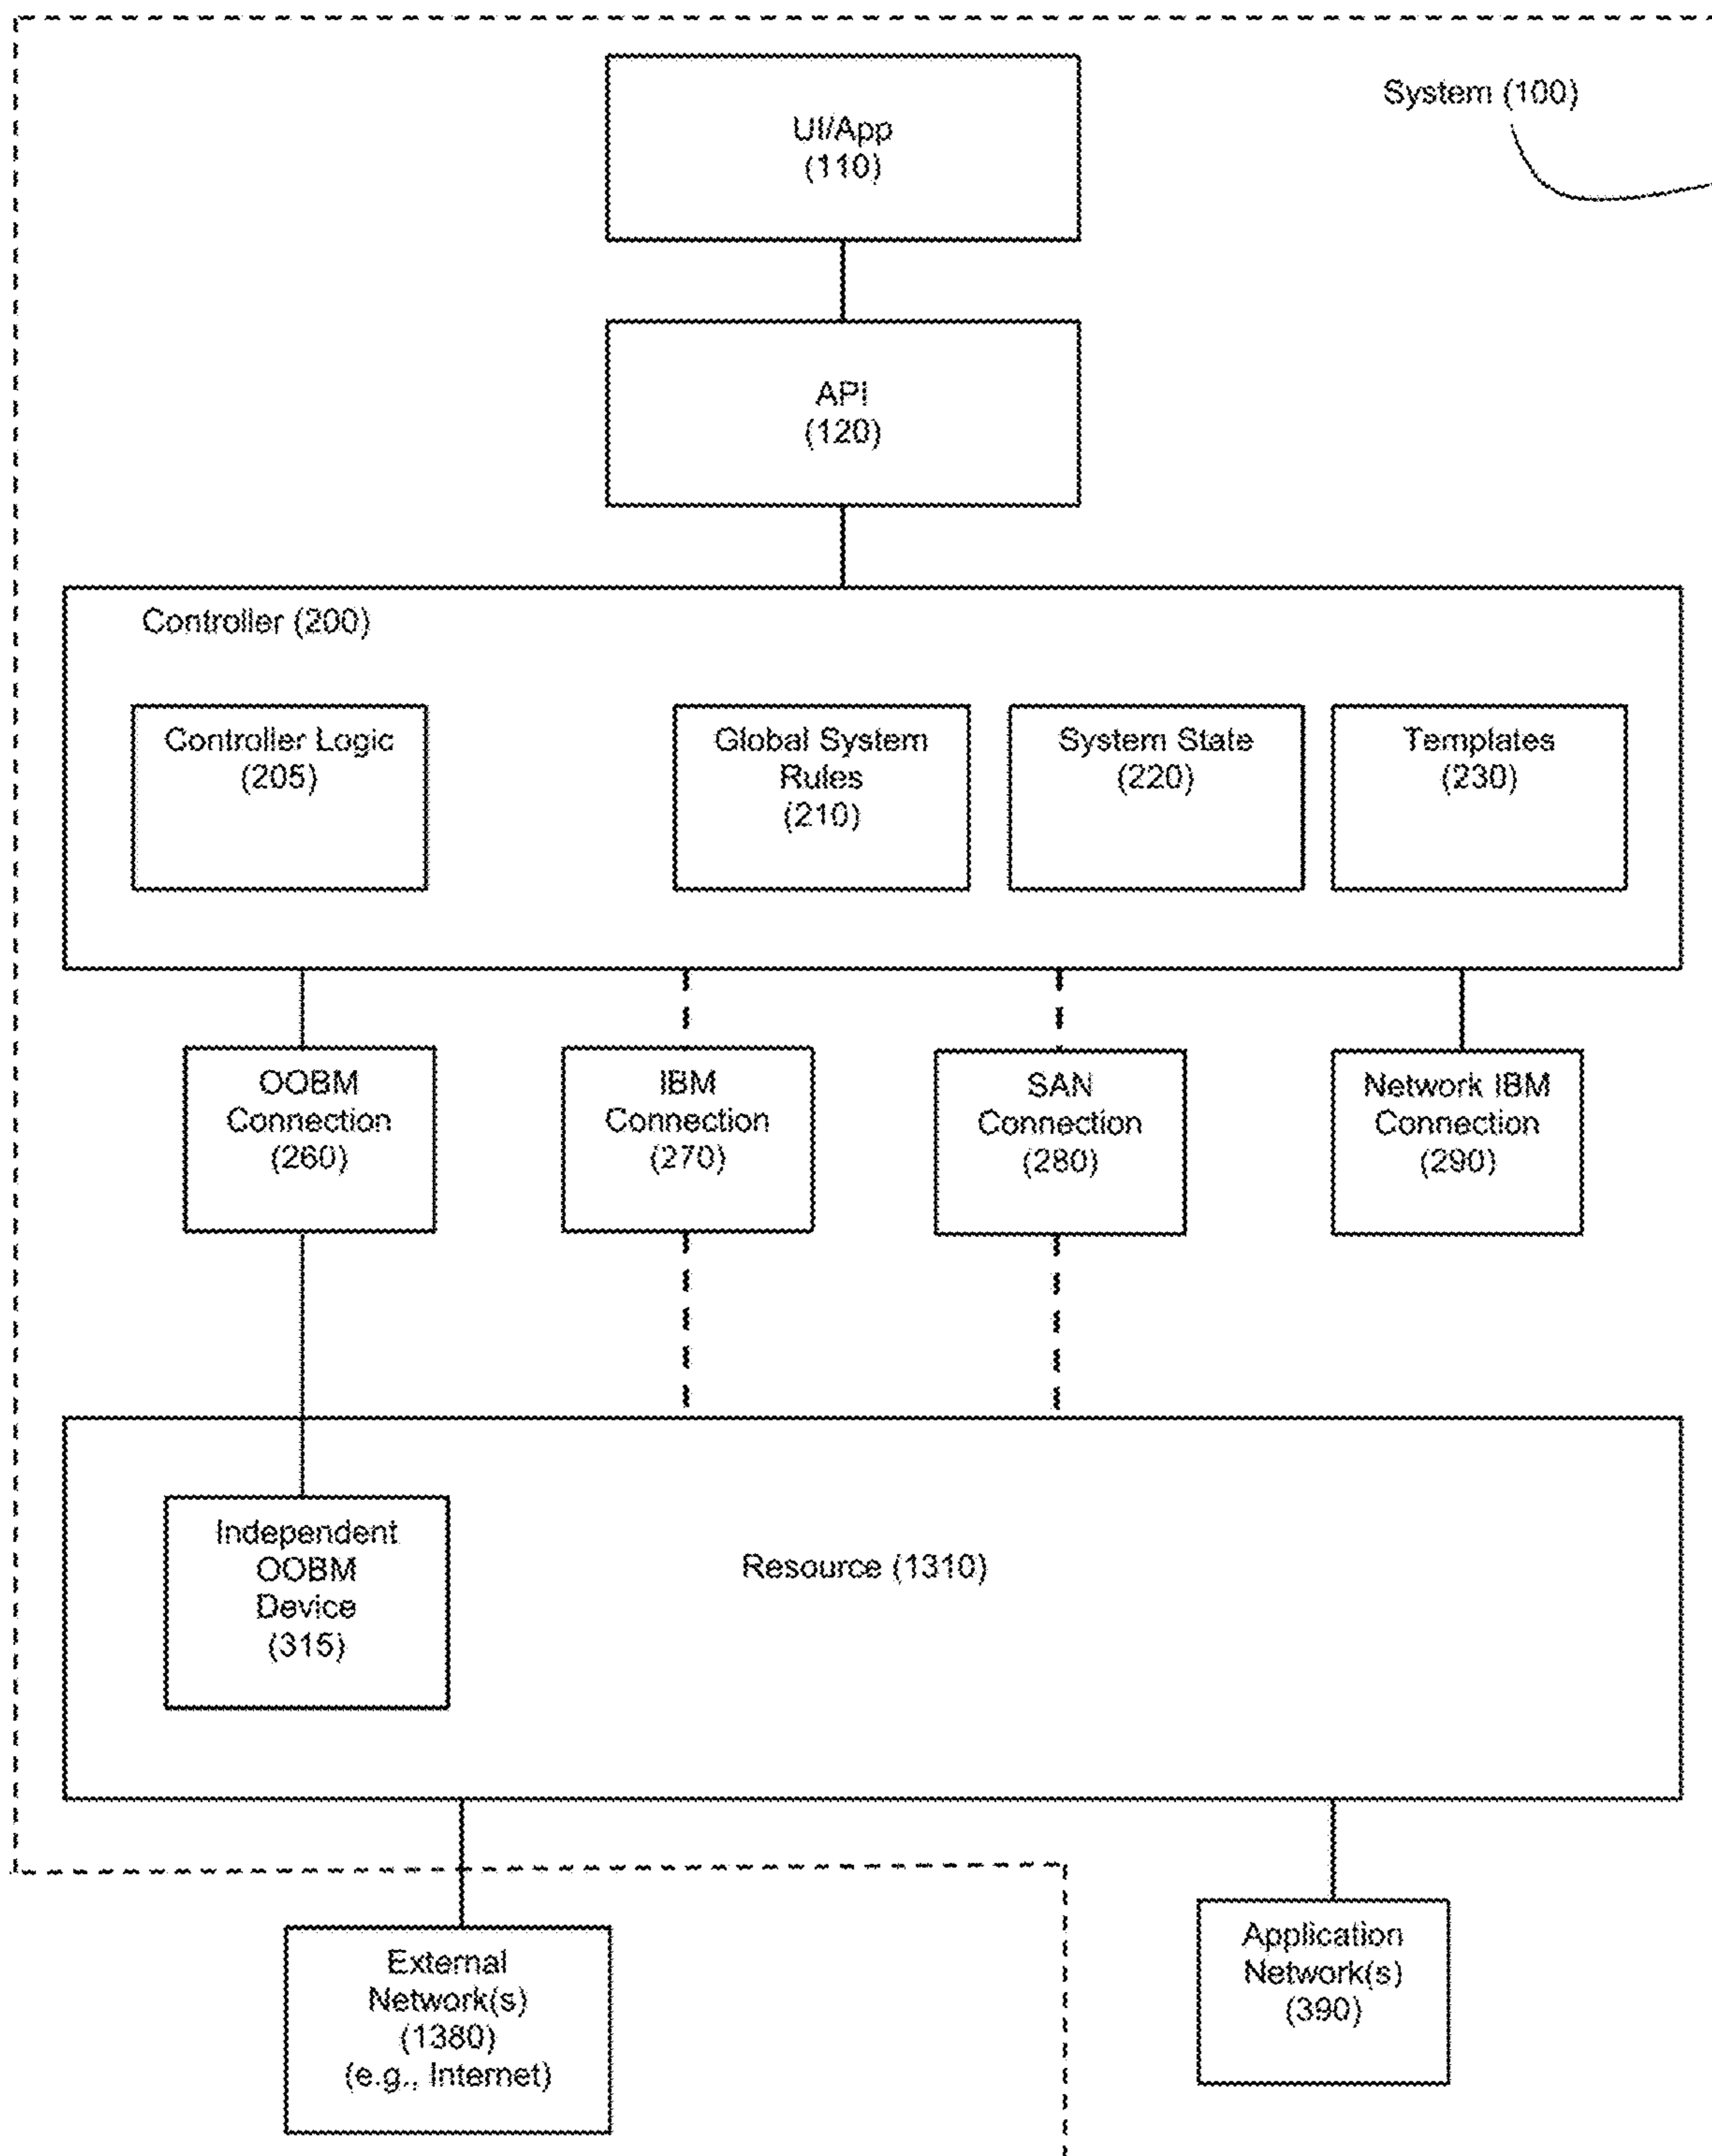 System (100)
UI/App
(110)
API
(120)
Controller (200)
Controller Logic
(205)
Global System
Rules
(210)
System State
(220)
Templates
(230)
OOBM
Connection
(260)
IBM
Connection
(270)
SAN
Connection
(280)
Network IBM
Connection
(290)
Independent
OOBM
Device
(315)
Resource (1310)
External
Network(s)
(1380)
(e.g., Internet)
Application
Network(s)
(390)